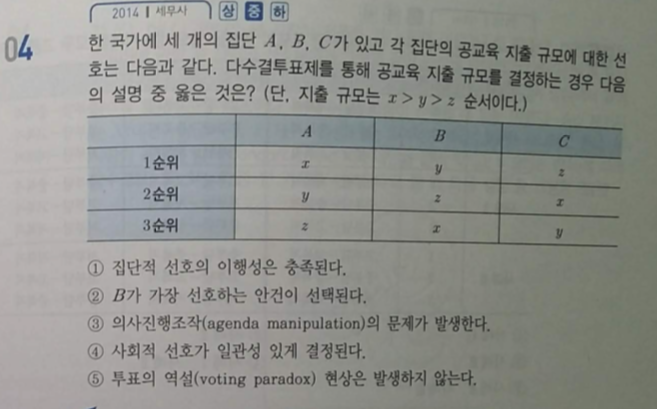 2014 | 세무사 상 중 하
04 한 국가에 세 개의 집단 A, B, C가 있고 각 집단의 공교육 지출 규모에 대한 선
호는 다음과 같다. 다수결투표제를 통해 공교육 지출 규모를 결정하는 경우 다음
의 설명 중 옳은 것은? (단, 지출 규모는 x > y > z 순서이다.)
A B C
1순위 x y z
2순위 y z x
3순위 z x y
① 집단적 선호의 이행성은 충족된다.
② B가 가장 선호하는 안건이 선택된다.
③ 의사진행조작(agenda manipulation)의 문제가 발생한다.
④ 사회적 선호가 일관성 있게 결정된다.
⑤ 투표의 역설(voting paradox) 현상은 발생하지 않는다.